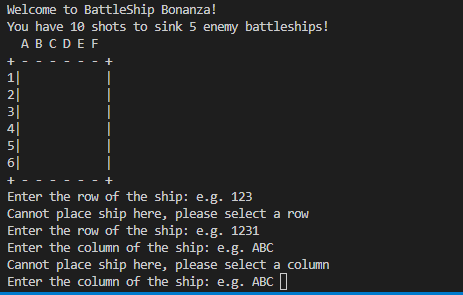 Welcome to BattleShip Bonanza!
You have 10 shots to sink 5 enemy battleships!
  A B C D E F
+ - - - - - - +
1|            |
2|            |
3|            |
4|            |
5|            |
6|            |
+ - - - - - - +
Enter the row of the ship: e.g. 123
Cannot place ship here, please select a row
Enter the row of the ship: e.g. 1231
Enter the column of the ship: e.g. ABC
Cannot place ship here, please select a column
Enter the column of the ship: e.g. ABC